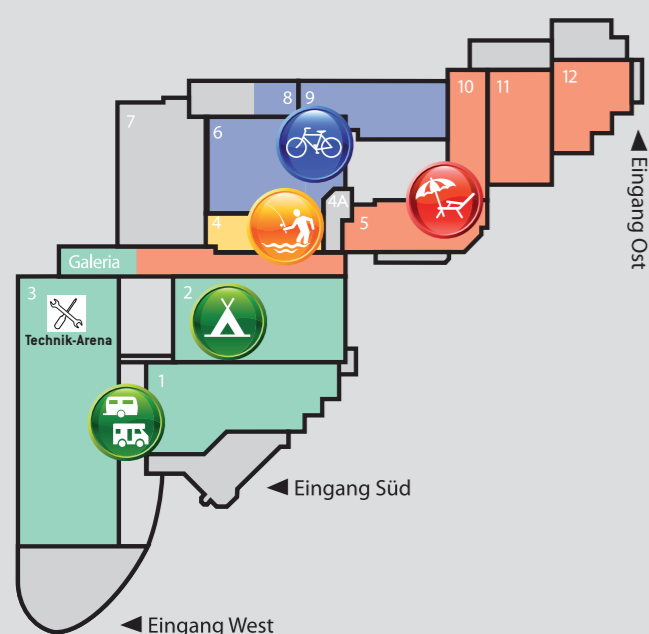 12
10
11
8
9
7
6
4A
4
5
Eingang Ost
Galeria
3
2
Technik-Arena
1
Eingang Süd
Eingang West